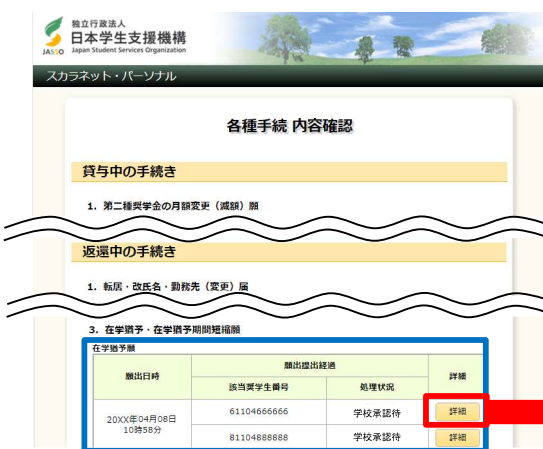 独立行政法人
日本学生支援機構
JASSO Japan Student Services Organization
スカラネット・パーソナル
各種手続 内容確認
貸与中の手続き
1. 第二種奨学金の月額変更（減額）願
返還中の手続き
1. 転居・改氏名・勤務先（変更）届
3. 在学猶予・在学猶予期間短縮願
在学猶予願
願出日時 願出提出経過 詳細
該当奨学生番号 処理状況
20XX年04月08日
10時58分
61104666666 学校承認待 詳細
81104888888 学校承認待 詳細